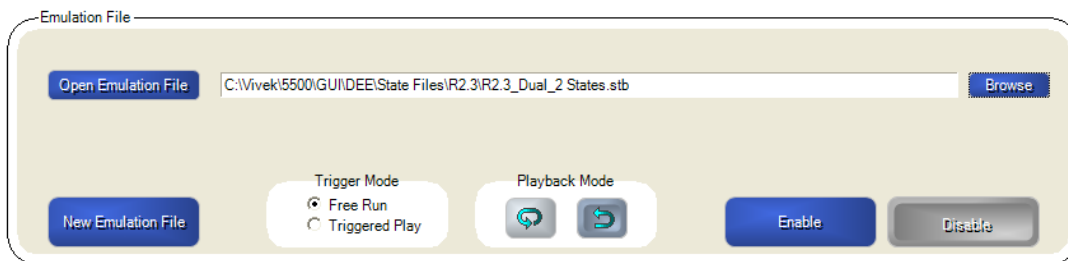 Emulation File
Open Emulation File C:\Vivek\5500\GUI\DEE\State Files\R2.3\R2.3_Dual_2 States.stb Browse
Trigger Mode Playback Mode
Free Run
Triggered Play
New Emulation File Enable Disable